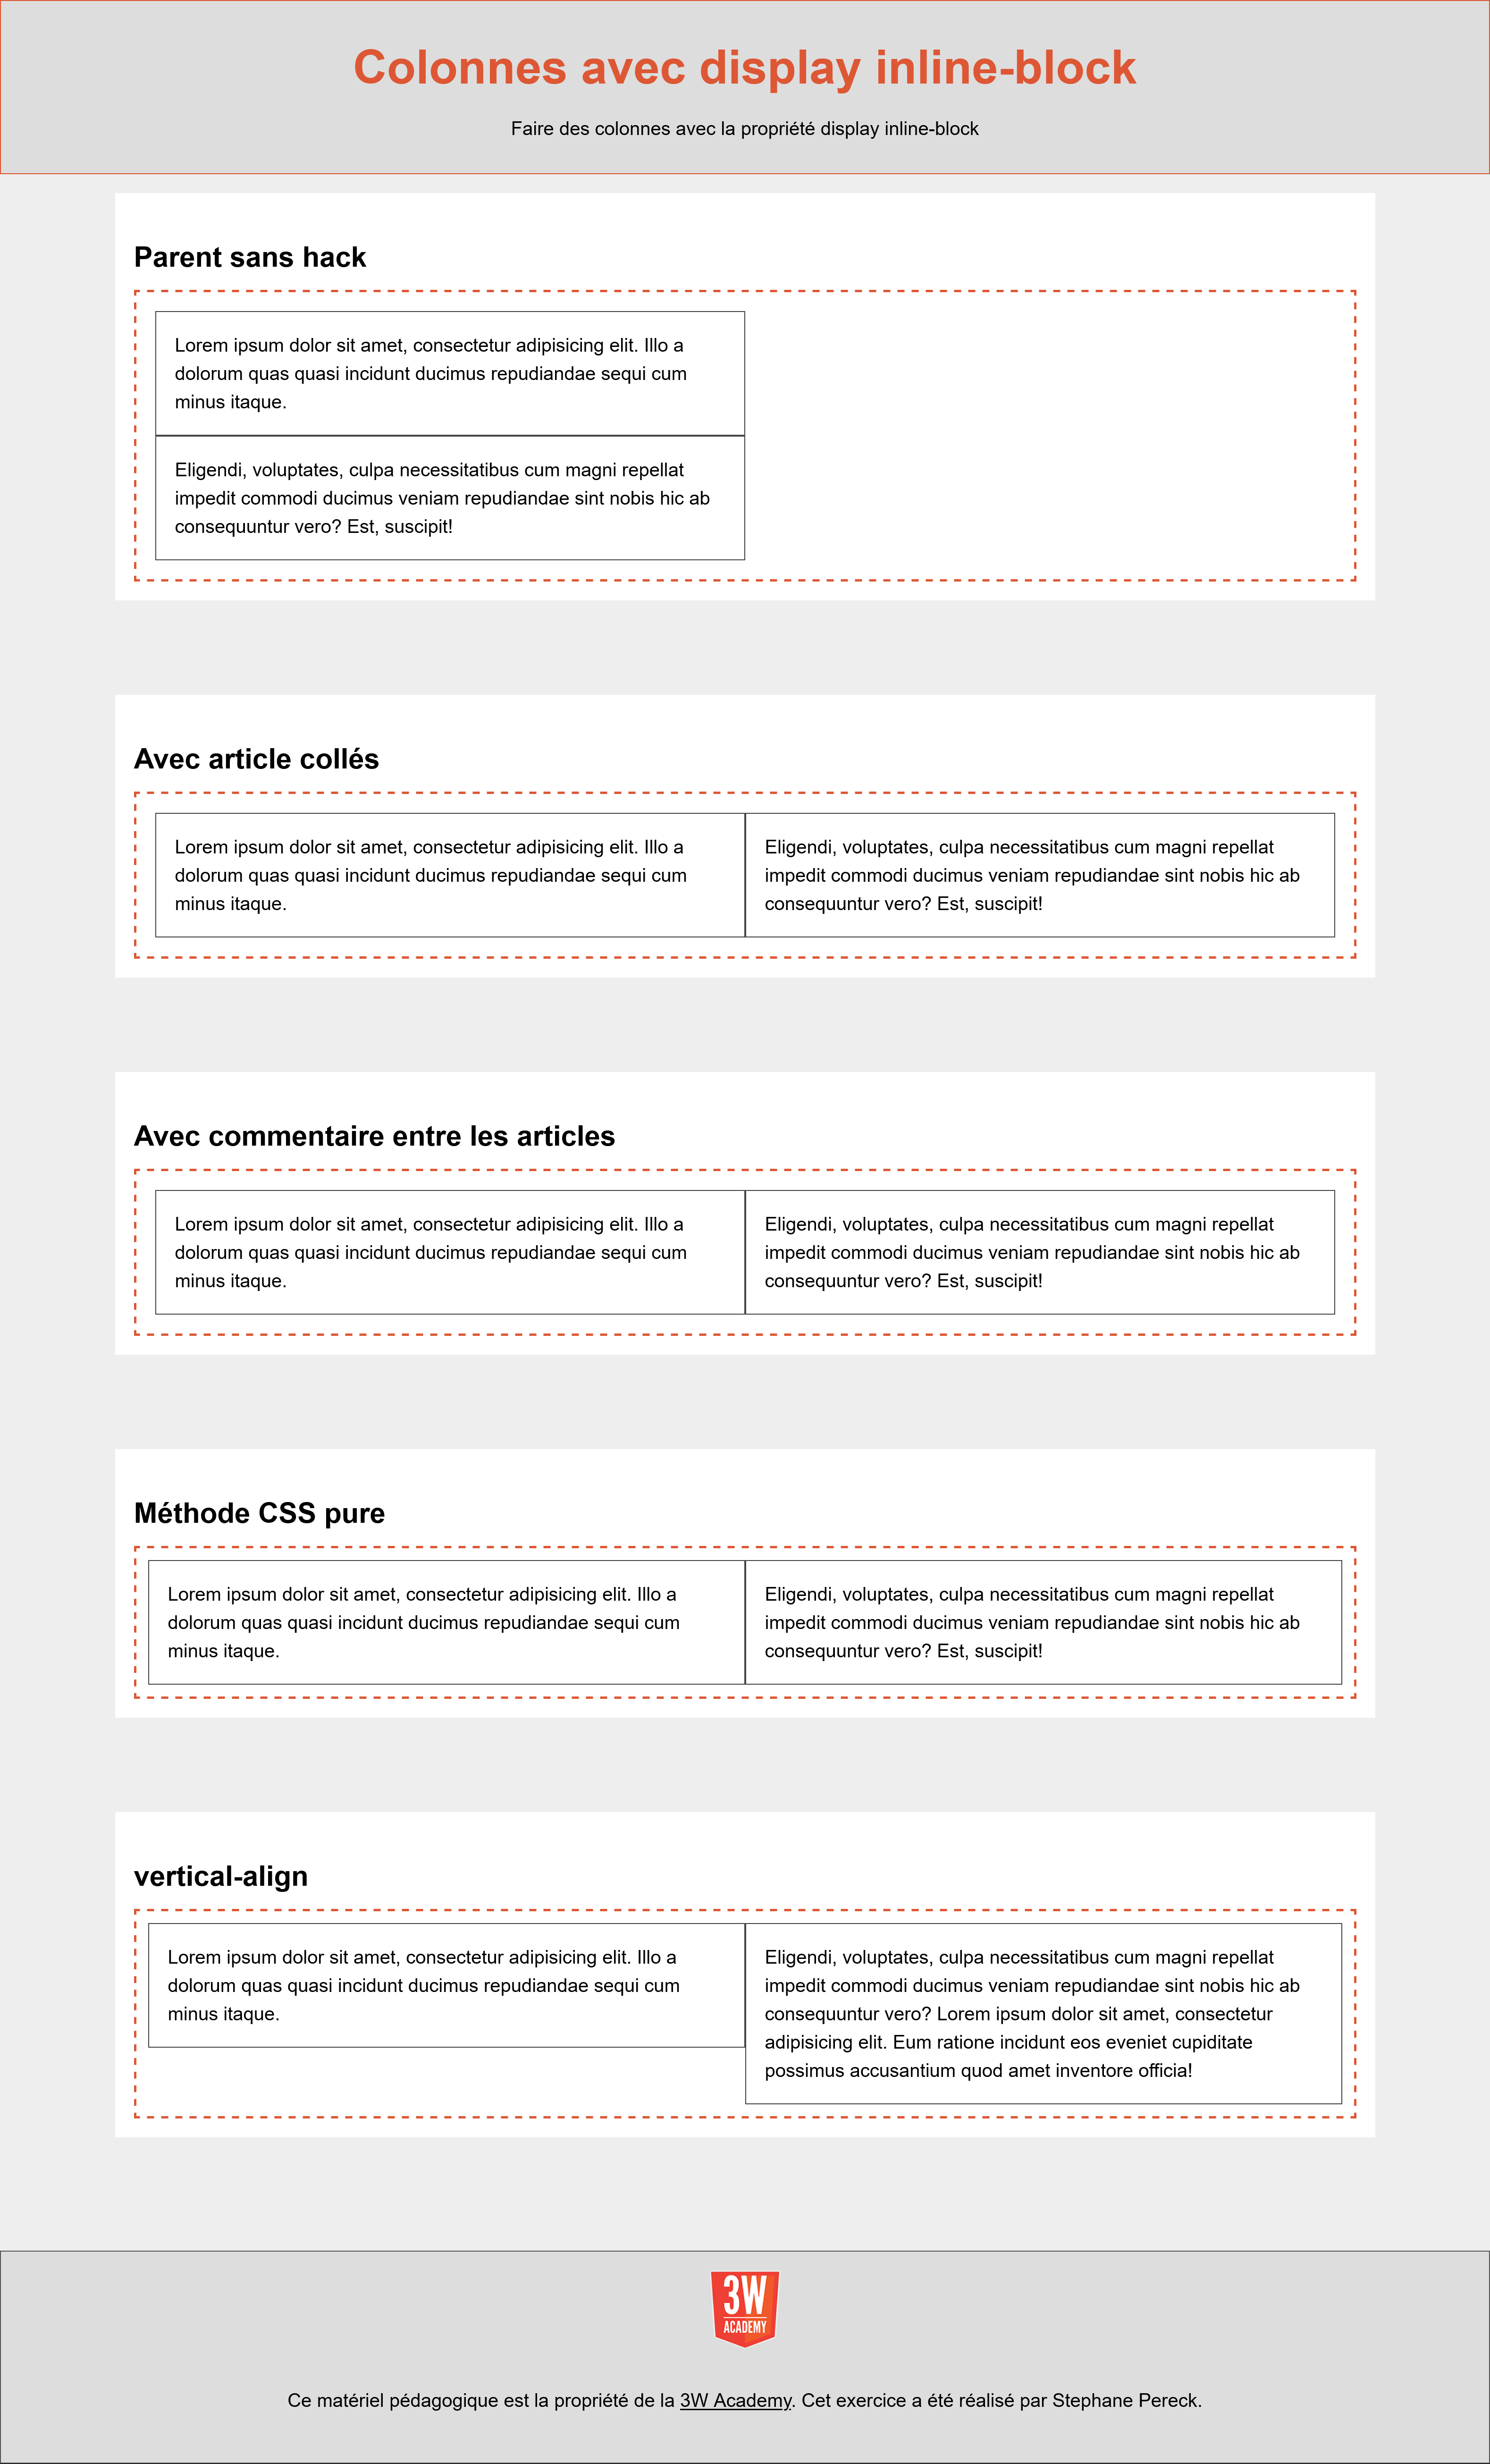 Colonnes avec display inline-block
Faire des colonnes avec la propriété display inline-block
Parent sans hack
Lorem ipsum dolor sit amet, consectetur adipisicing elit. Illo a
dolorum quas quasi incidunt ducimus repudiandae sequi cum
minus itaque.
Eligendi, voluptates, culpa necessitatibus cum magni repellat
impedit commodi ducimus veniam repudiandae sint nobis hic ab
consequuntur vero? Est, suscipit!
Avec article collés
Lorem ipsum dolor sit amet, consectetur adipisicing elit. Illo a
dolorum quas quasi incidunt ducimus repudiandae sequi cum
minus itaque.
Eligendi, voluptates, culpa necessitatibus cum magni repellat
impedit commodi ducimus veniam repudiandae sint nobis hic ab
consequuntur vero? Est, suscipit!
Avec commentaire entre les articles
Lorem ipsum dolor sit amet, consectetur adipisicing elit. Illo a
dolorum quas quasi incidunt ducimus repudiandae sequi cum
minus itaque.
Eligendi, voluptates, culpa necessitatibus cum magni repellat
impedit commodi ducimus veniam repudiandae sint nobis hic ab
consequuntur vero? Est, suscipit!
Méthode CSS pure
Lorem ipsum dolor sit amet, consectetur adipisicing elit. Illo a
dolorum quas quasi incidunt ducimus repudiandae sequi cum
minus itaque.
Eligendi, voluptates, culpa necessitatibus cum magni repellat
impedit commodi ducimus veniam repudiandae sint nobis hic ab
consequuntur vero? Est, suscipit!
vertical-align
Lorem ipsum dolor sit amet, consectetur adipisicing elit. Illo a
dolorum quas quasi incidunt ducimus repudiandae sequi cum
minus itaque.
Eligendi, voluptates, culpa necessitatibus cum magni repellat
impedit commodi ducimus veniam repudiandae sint nobis hic ab
consequuntur vero? Lorem ipsum dolor sit amet, consectetur
adipisicing elit. Eum ratione incidunt eos eveniet cupiditate
possimus accusantium quod amet inventore officia!
3W
ACADEMY
Ce matériel pédagogique est la propriété de la 3W Academy. Cet exercice a été réalisé par Stephane Pereck.